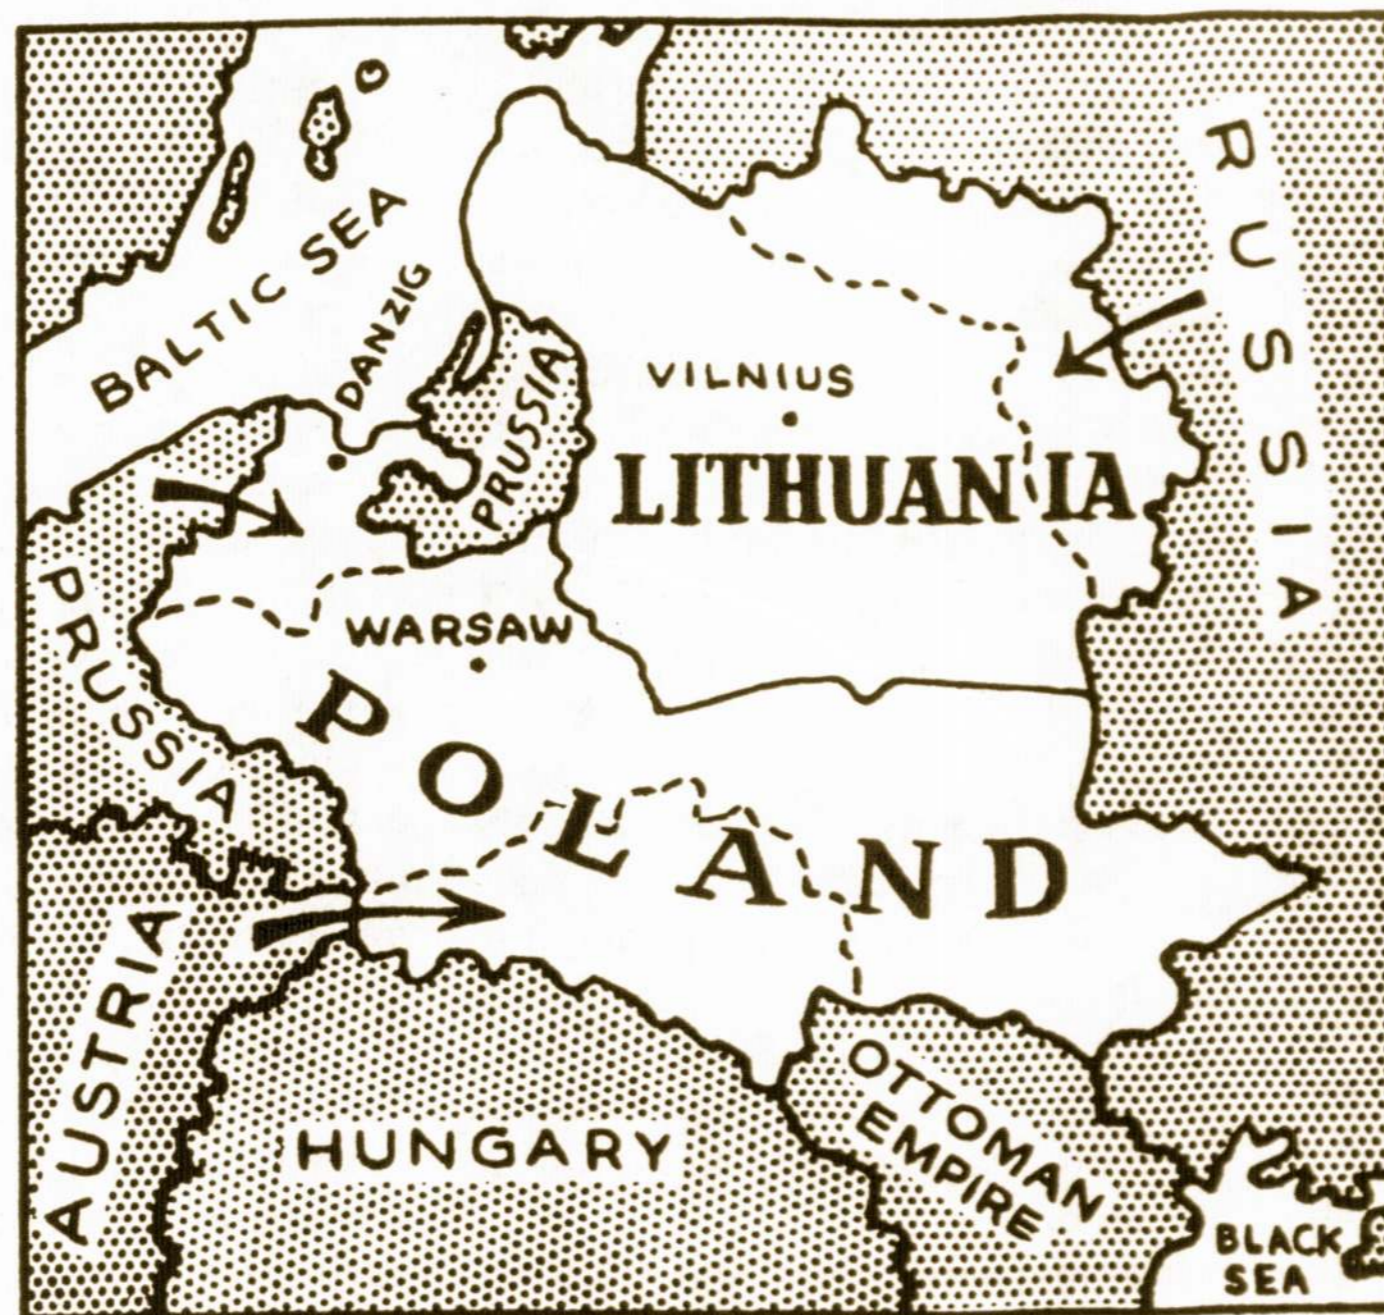 RUSSIA
BALTIC SEA
DANZIG
PRUSSIA
VILNIUS
LITHUANIA
PRUSSIA
WARSAW
POLAND
AUSTRIA
HUNGARY
OTTOMAN
EMPIRE
BLACK
SEA